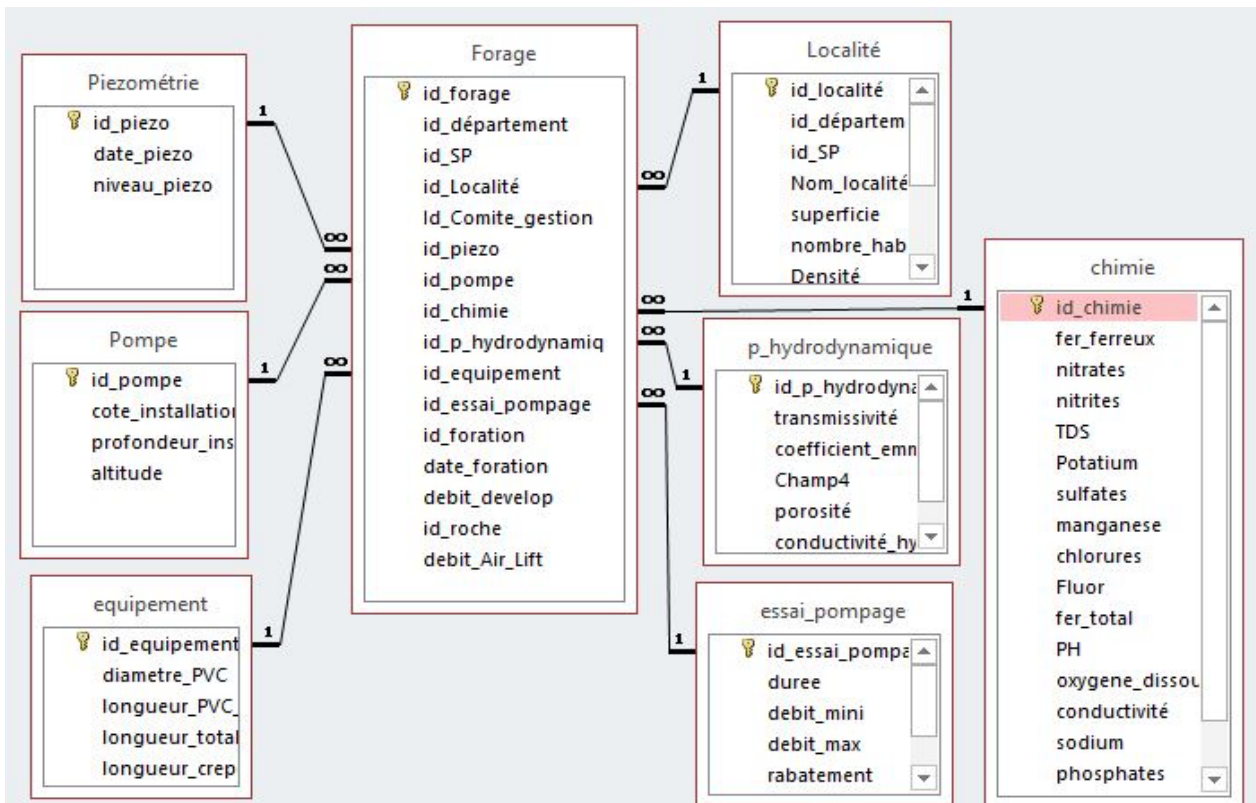 Piezométrie
id_piezo
date_piezo
niveau_piezo
Pompe
id_pompe
cote_installation
profondeur_ins
altitude
equipement
id_equipement
diametre_PVC
longueur_PVC_
longueur_total
longueur_crep
Forage
id_forage
id_département
id_SP
id_Localité
Id_Comite_gestion
id_piezo
id_pompe
id_chimie
id_p_hydrodynamiq
id_equipement
id_essai_pompage
id_foration
date_foration
debit_develop
id_roche
debit_Air_Lift
Localité
id_localité
id_départem
id_SP
Nom_localité
superficie
nombre_hab
Densité
p_hydrodynamique
id_p_hydrodyna
transmissivité
coefficient_emm
Champ4
porosité
conductivité_hy
essai_pompage
id_essai_pompa
duree
debit_mini
debit_max
rabatement
chimie
id_chimie
fer_ferreux
nitrates
nitrites
TDS
Potatium
sulfates
manganese
chlorures
Fluor
fer_total
PH
oxygene_dissou
conductivité
sodium
phosphates
1
∞
1
∞
1
∞
1
∞
1
∞
1
∞
1
∞